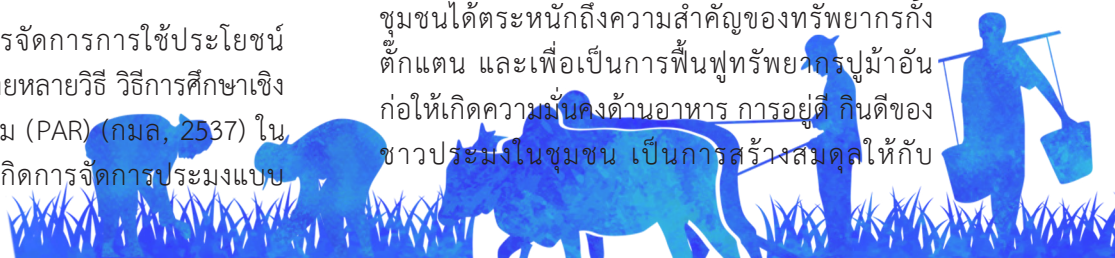 รจัดการการใช้ประโยชน์
ยหลายวิธี วิธีการศึกษาเชิง
ม (PAR) (กมล, 2537) ใน
กิดการจัดการประมงแบบ
ชุมชนได้ตระหนักถึงความสำคัญของทรัพยากรกั้ง
ตั๊กแตน และเพื่อเป็นการฟื้นฟูทรัพยากรปูม้าอัน
ก่อให้เกิดความมั่นคงด้านอาหาร การอยู่ดี กินดีของ
ชาวประมงในชุมชน เป็นการสร้างสมดุลให้กับ